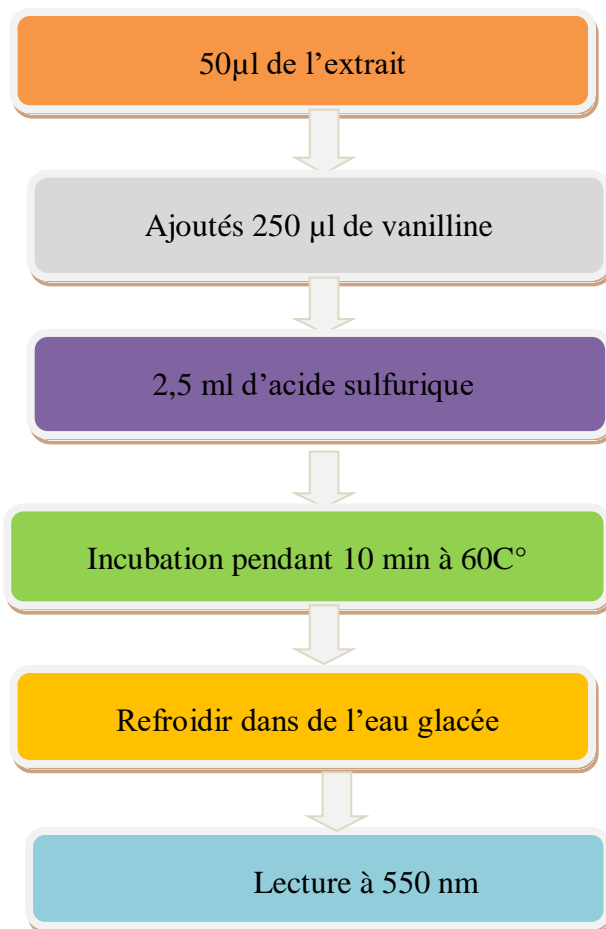 50µl de l’extrait
Ajoutés 250 µl de vanilline
2,5 ml d’acide sulfurique
Incubation pendant 10 min à 60C°
Refroidir dans de l’eau glacée
Lecture à 550 nm